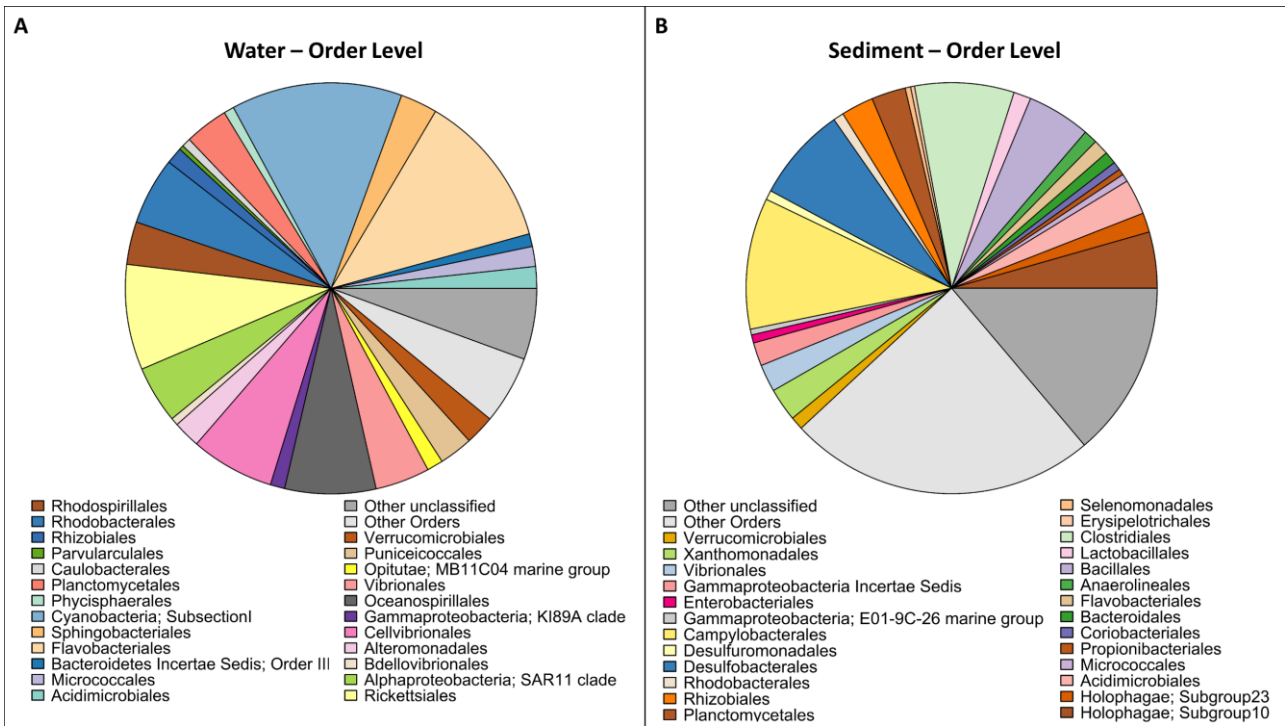 A
Water – Order Level
Rhodospirillales
Rhodobacterales
Rhizobiales
Parvularculales
Caulobacterales
Planctomycetales
Phycisphaerales
Cyanobacteria; SubsectionI
Sphingobacteriales
Flavobacteriales
Bacteroidetes Incertae Sedis; Order III
Micrococcales
Acidimicrobiales
Other unclassified
Other Orders
Verrucomicrobiales
Puniceicoccales
Opitutae; MB11C04 marine group
Vibrionales
Oceanospirillales
Gammaproteobacteria; KI89A clade
Cellvibrionales
Alteromonadales
Bdellovibrionales
Alphaproteobacteria; SAR11 clade
Rickettsiales
B
Sediment – Order Level
Other unclassified
Other Orders
Verrucomicrobiales
Xanthomonadales
Vibrionales
Gammaproteobacteria Incertae Sedis
Enterobacteriales
Gammaproteobacteria; E01-9C-26 marine group
Campylobacterales
Desulfuromonadales
Desulfobacterales
Rhodobacterales
Rhizobiales
Planctomycetales
Selenomonadales
Erysipelotrichales
Clostridiales
Lactobacillales
Bacillales
Anaerolineales
Flavobacteriales
Bacteroidales
Coriobacteriales
Propionibacteriales
Micrococcales
Acidimicrobiales
Holophagae; Subgroup23
Holophagae; Subgroup10